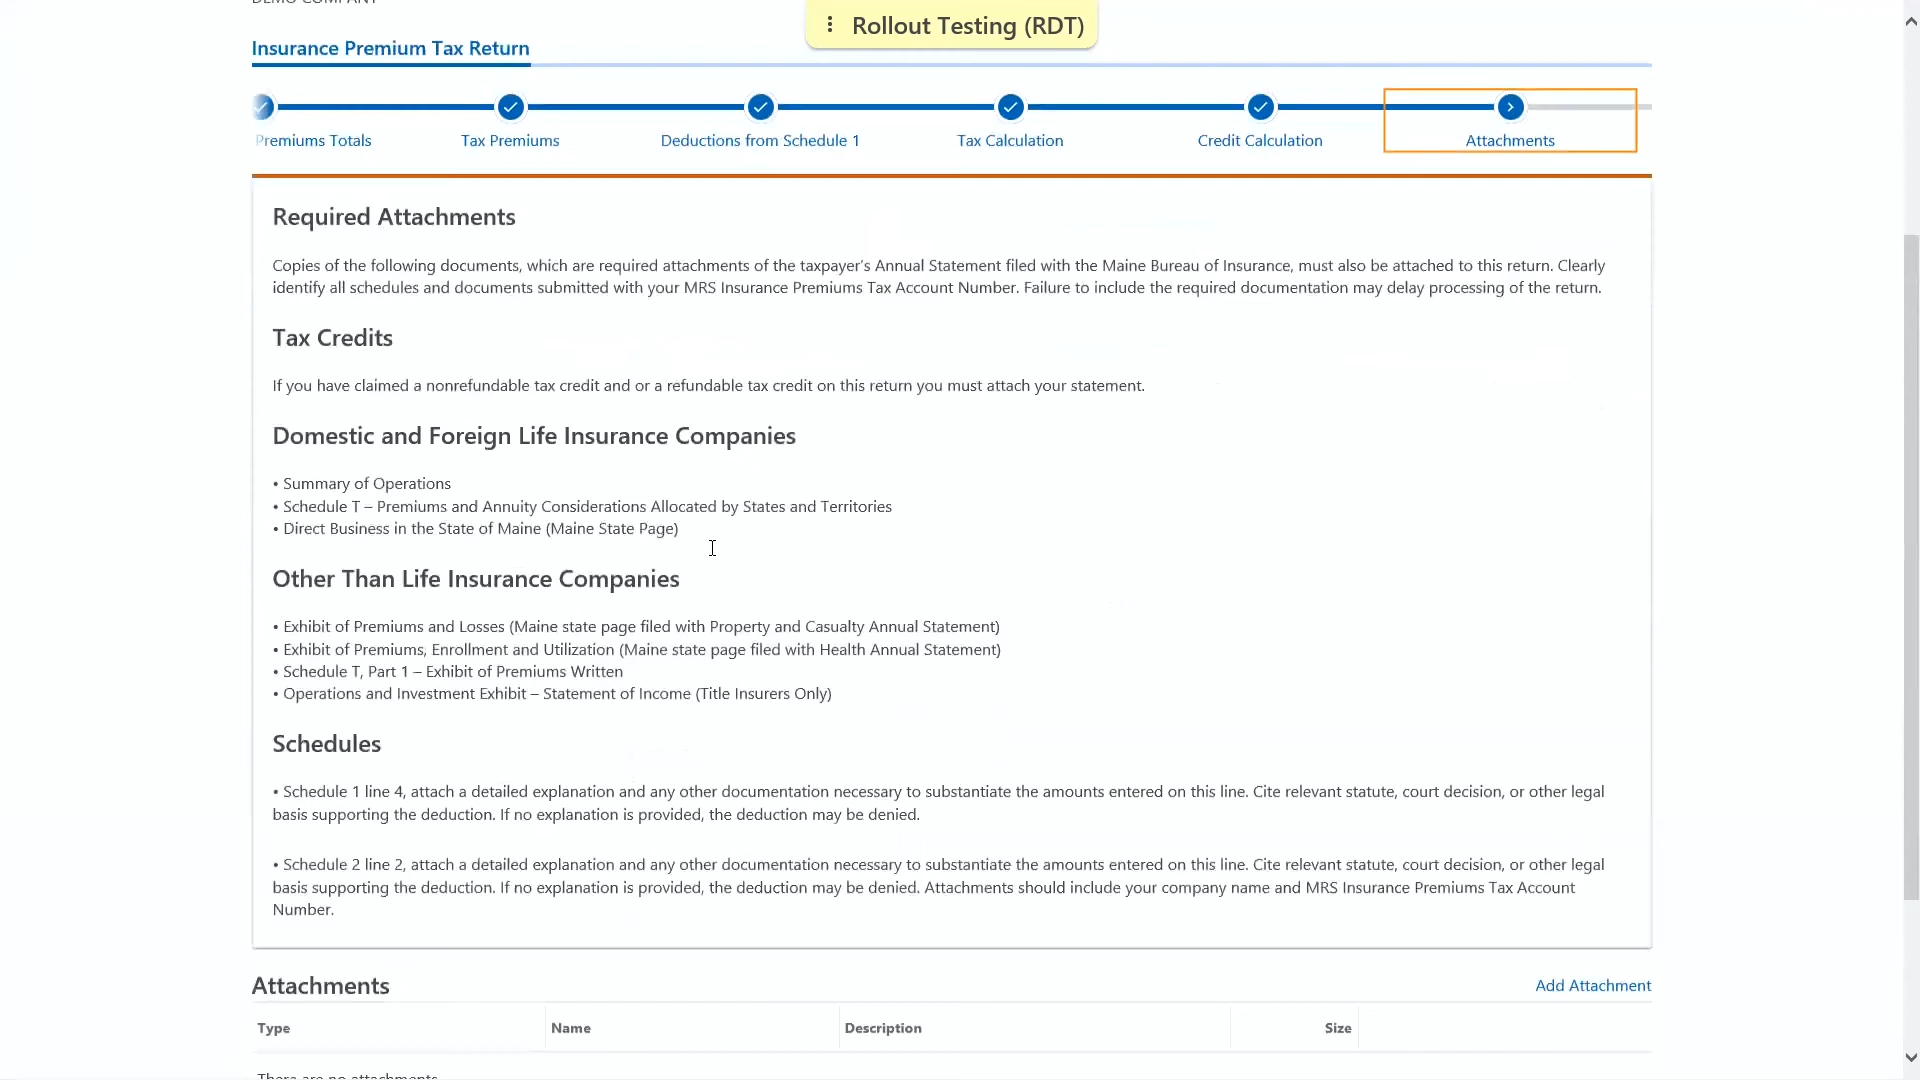 DEMO COMPANY
Rollout Testing (RDT)
Insurance Premium Tax Return
Premiums Totals
Tax Premiums
Deductions from Schedule 1
Tax Calculation
Credit Calculation
Attachments
Required Attachments
Copies of the following documents, which are required attachments of the taxpayer's Annual Statement filed with the Maine Bureau of Insurance, must also be attached to this return. Clearly
identify all schedules and documents submitted with your MRS Insurance Premiums Tax Account Number. Failure to include the required documentation may delay processing of the return.
Tax Credits
If you have claimed a nonrefundable tax credit and or a refundable tax credit on this return you must attach your statement.
Domestic and Foreign Life Insurance Companies
• Summary of Operations
• Schedule T – Premiums and Annuity Considerations Allocated by States and Territories
• Direct Business in the State of Maine (Maine State Page)
Other Than Life Insurance Companies
• Exhibit of Premiums and Losses (Maine state page filed with Property and Casualty Annual Statement)
• Exhibit of Premiums, Enrollment and Utilization (Maine state page filed with Health Annual Statement)
• Schedule T, Part 1 – Exhibit of Premiums Written
• Operations and Investment Exhibit – Statement of Income (Title Insurers Only)
Schedules
• Schedule 1 line 4, attach a detailed explanation and any other documentation necessary to substantiate the amounts entered on this line. Cite relevant statute, court decision, or other legal
basis supporting the deduction. If no explanation is provided, the deduction may be denied.
• Schedule 2 line 2, attach a detailed explanation and any other documentation necessary to substantiate the amounts entered on this line. Cite relevant statute, court decision, or other legal
basis supporting the deduction. If no explanation is provided, the deduction may be denied. Attachments should include your company name and MRS Insurance Premiums Tax Account
Number.
Attachments
Add Attachment
Type
Name
Description
Size
There are no attachments